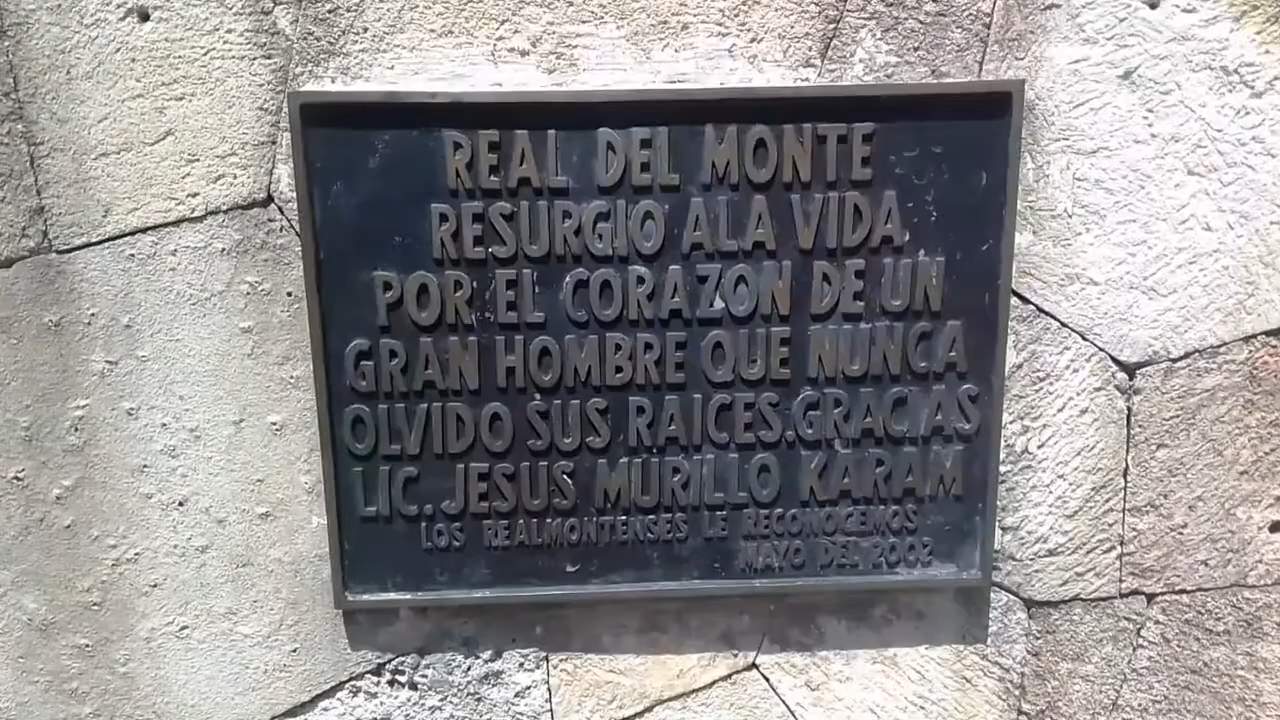 REAL DEL MONTE
RESURGIO ALA VIDA
POR EL CORAZON DE UN
GRAN HOMBRE QUE NUNCA
OLVIDO SUS RAICES.GRACIAS
LIC. JESUS MURILLO KARAM
LOS REALMONTENSES LE RECONOCEMOS
MAYO DEL 2002